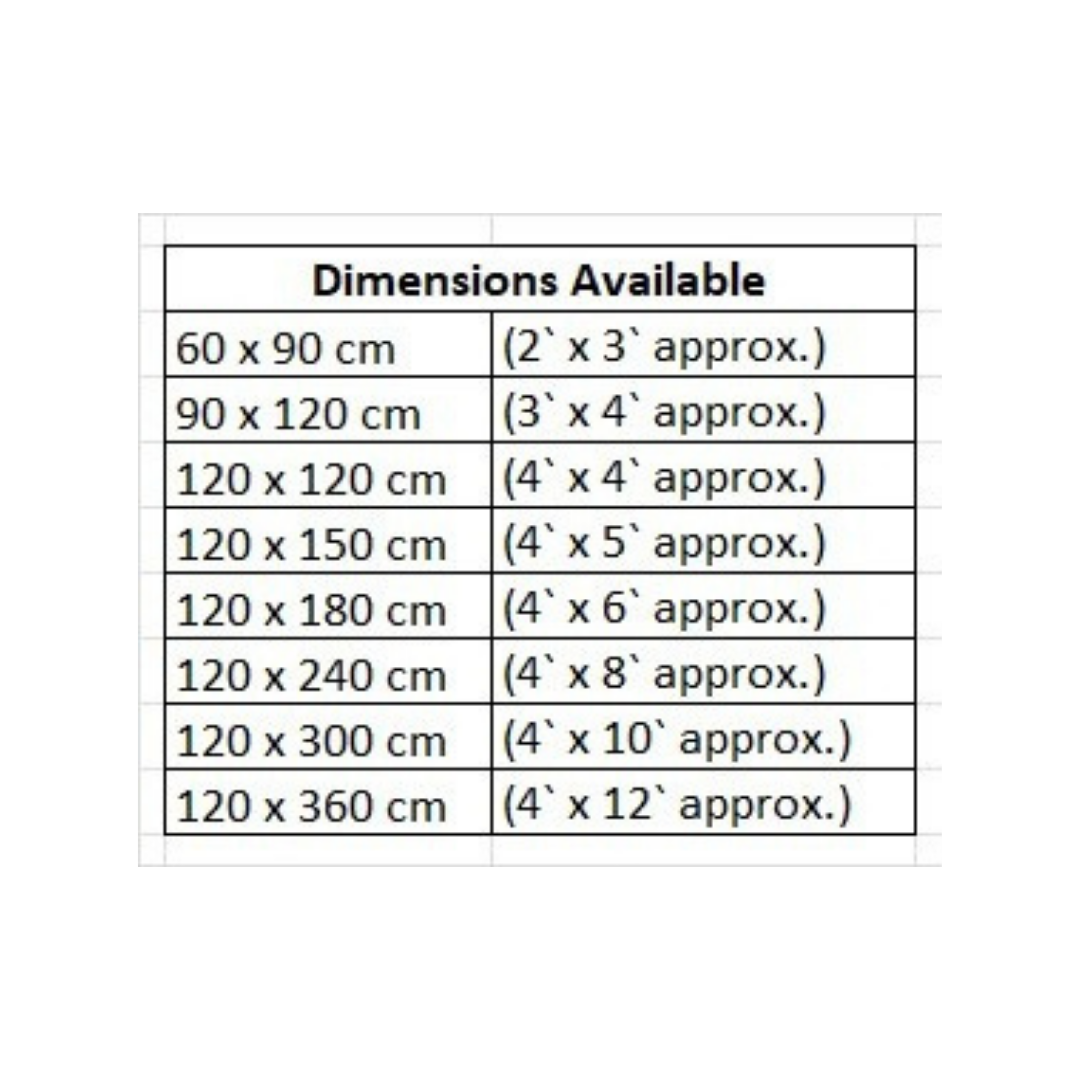 Dimensions Available
60 x 90 cm (2` x 3` approx.)
90 x 120 cm (3` x 4` approx.)
120 x 120 cm (4` x 4` approx.)
120 x 150 cm (4` x 5` approx.)
120 x 180 cm (4` x 6` approx.)
120 x 240 cm (4` x 8` approx.)
120 x 300 cm (4` x 10` approx.)
120 x 360 cm (4` x 12` approx.)